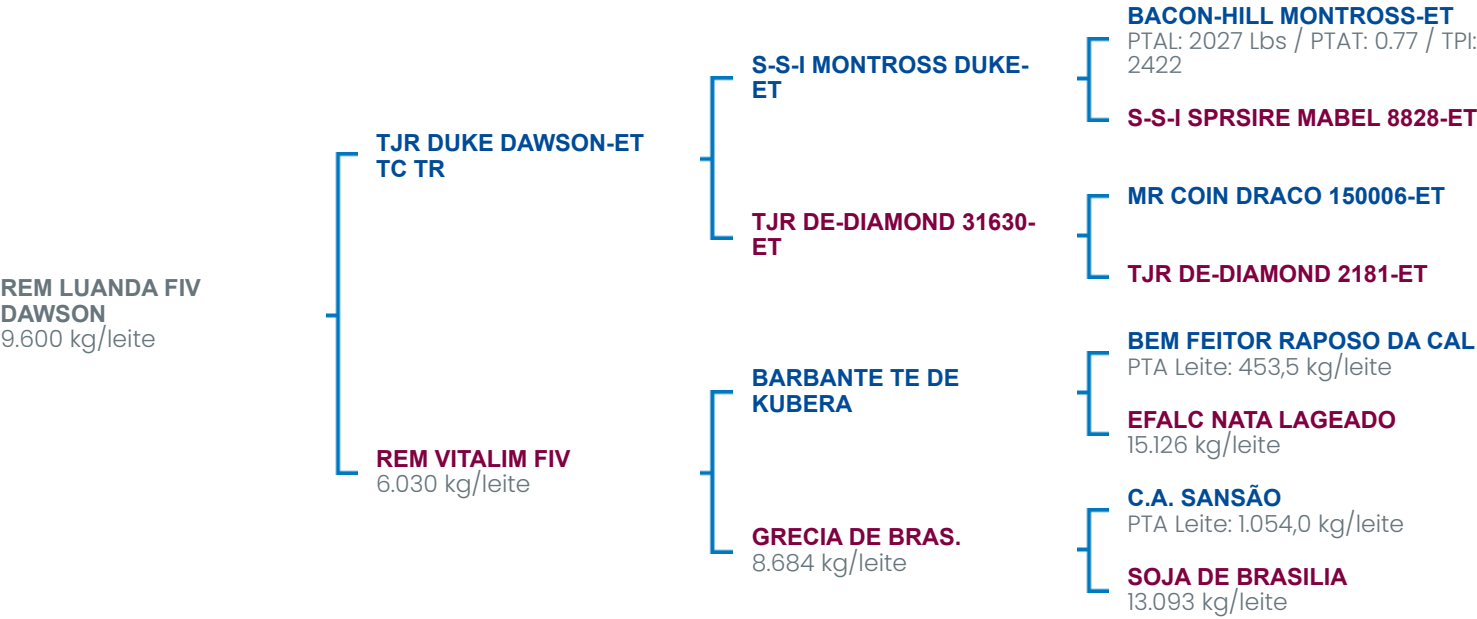 REM LUANDA FIV
DAWSON
9.600 kg/leite
TJR DUKE DAWSON-ET
TC TR
REM VITALIM FIV
6.030 kg/leite
S-S-I MONTROSS DUKE-
ET
TJR DE-DIAMOND 31630-
ET
BARBANTE TE DE
KUBERA
GRECIA DE BRAS.
8.684 kg/leite
BACON-HILL MONTROSS-ET
PTAL: 2027 Lbs / PTAT: 0.77 / TPI:
2422
S-S-I SPRSIRE MABEL 8828-ET
MR COIN DRACO 150006-ET
TJR DE-DIAMOND 2181-ET
BEM FEITOR RAPOSO DA CAL
PTA Leite: 453,5 kg/leite
EFALC NATA LAGEADO
15.126 kg/leite
C.A. SANSÃO
PTA Leite: 1.054,0 kg/leite
SOJA DE BRASILIA
13.093 kg/leite